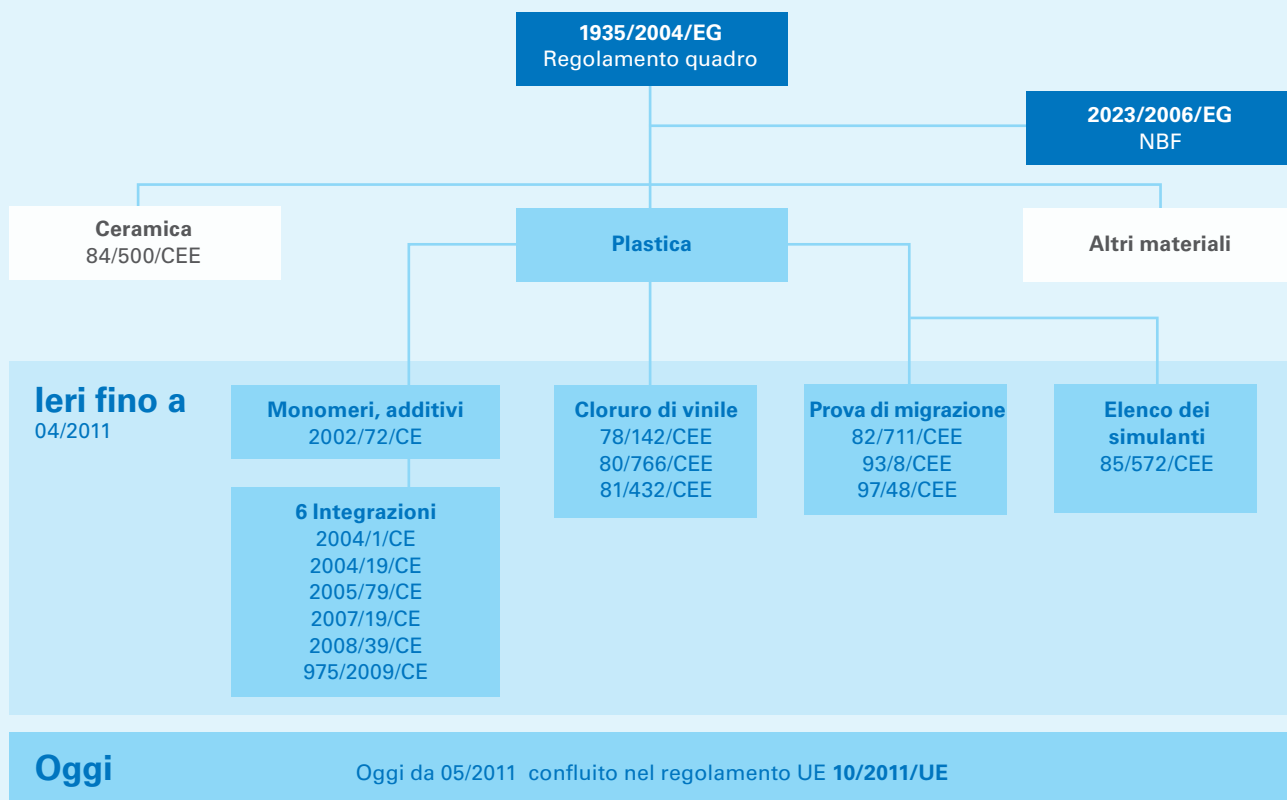 1935/2004/EG
Regolamento quadro
2023/2006/EG
NBF
Ceramica
84/500/CEE
Plastica
Altri materiali
Ieri fino a
04/2011
Monomeri, additivi
2002/72/CE
6 Integrazioni
2004/1/CE
2004/19/CE
2005/79/CE
2007/19/CE
2008/39/CE
975/2009/CE
Cloruro di vinile
78/142/CEE
80/766/CEE
81/432/CEE
Prova di migrazione
82/711/CEE
93/8/CEE
97/48/CEE
Elenco dei
simulanti
85/572/CEE
Oggi
Oggi da 05/2011 confluito nel regolamento UE 10/2011/UE